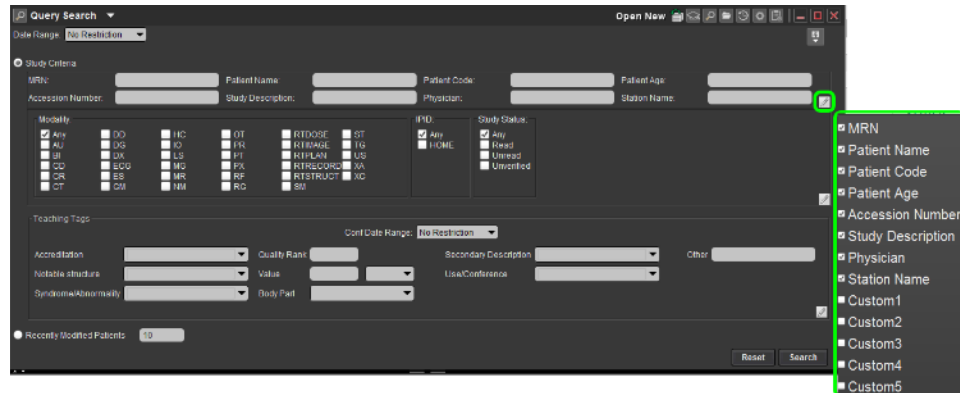 Query Search Open New
Date Range: No Restriction
Study Criteria
MRN: Patient Name: Patient Code: Patient Age:
Accession Number: Study Description: Physician: Station Name:
Modality IPID: Study Status:
Any DO HC OT RTDOSE ST Any Any
AU DG IO PR RTIMAGE TG HOME Read
BI DX LS PT RTPLAN US Unread
CD ECG MG PX RTRECORD XA Unverified
CR ES MR RF RTSTRUCT XC
CT GM NM RG SM
Teaching Tags
Conf Date Range: No Restriction
Accreditation Quality Rank Secondary Description Other
Notable structure Value Use/Conference
Syndrome/Abnormality Body Part
Recently Modified Patients 10
Reset Search
MRN
Patient Name
Patient Code
Patient Age
Accession Number
Study Description
Physician
Station Name
Custom1
Custom2
Custom3
Custom4
Custom5